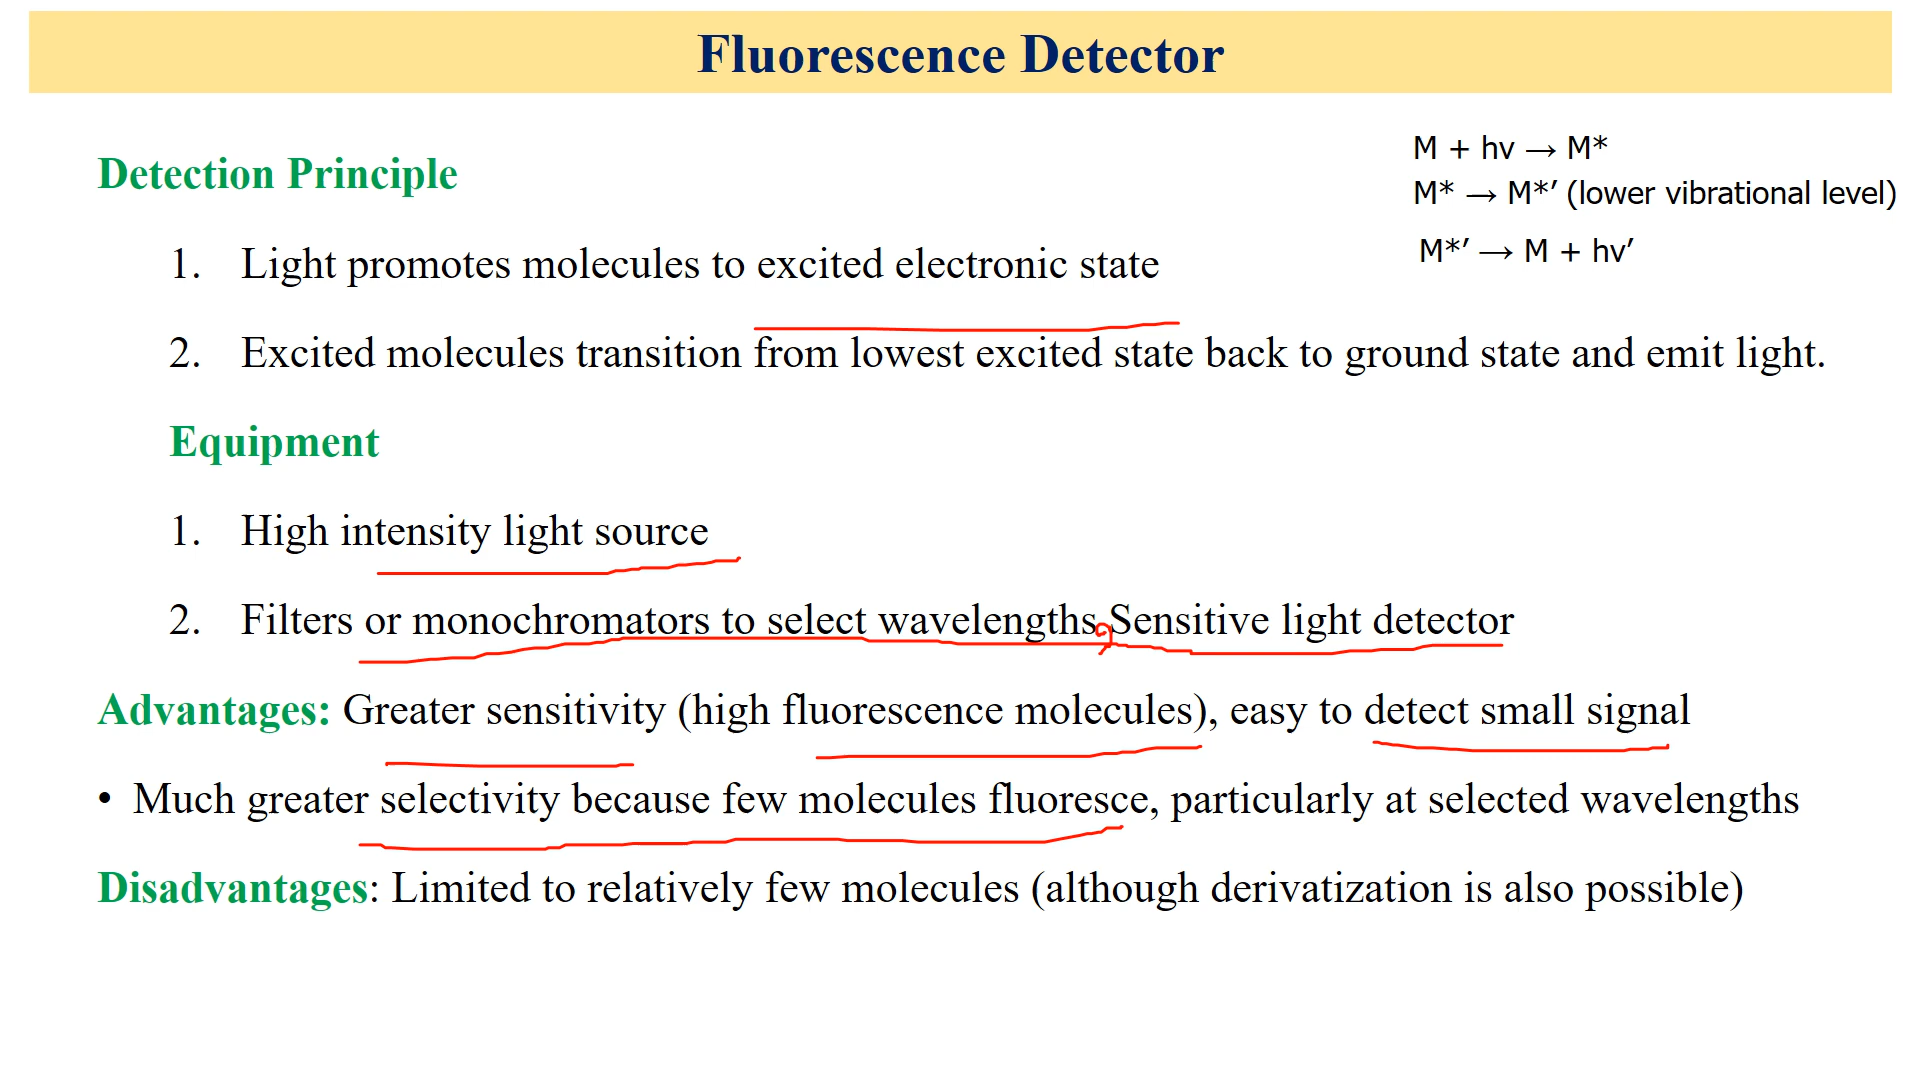 Fluorescence Detector
Detection Principle
M + hν → M*
M* → M*′ (lower vibrational level)
M*′ → M + hν′
1. Light promotes molecules to excited electronic state
2. Excited molecules transition from lowest excited state back to ground state and emit light.
Equipment
1. High intensity light source
2. Filters or monochromators to select wavelengths, Sensitive light detector
Advantages: Greater sensitivity (high fluorescence molecules), easy to detect small signal
• Much greater selectivity because few molecules fluoresce, particularly at selected wavelengths
Disadvantages: Limited to relatively few molecules (although derivatization is also possible)